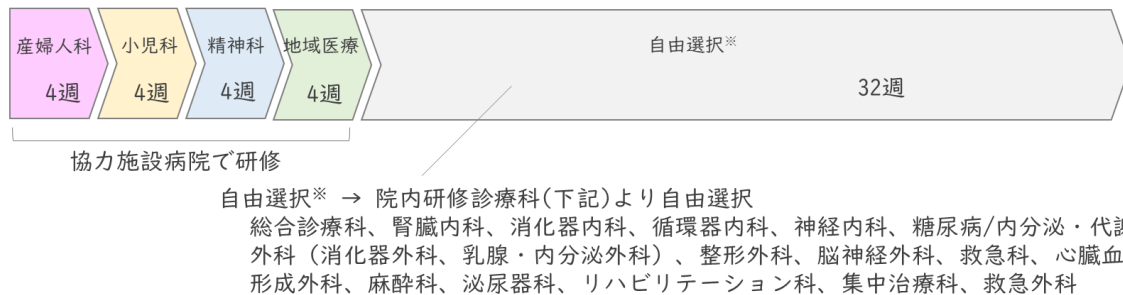 産婦人科
4週
小児科
4週
精神科
4週
地域医療
4週
自由選択※
32週
協力施設病院で研修
自由選択※ → 院内研修診療科(下記)より自由選択
総合診療科、腎臓内科、消化器内科、循環器内科、神経内科、糖尿病/内分泌・代謝
外科（消化器外科、乳腺・内分泌外科）、整形外科、脳神経外科、救急科、心臓血
形成外科、麻酔科、泌尿器科、リハビリテーション科、集中治療科、救急外科